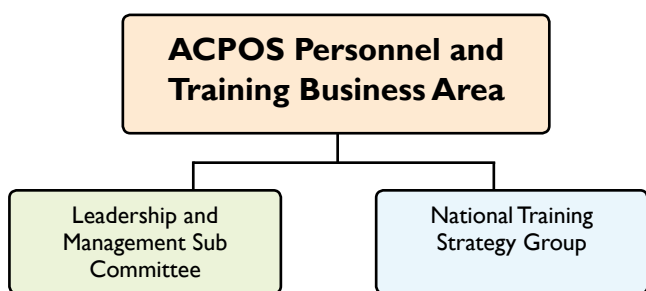 ACPOS Personnel and
Training Business Area
Leadership and
Management Sub
Committee
National Training
Strategy Group